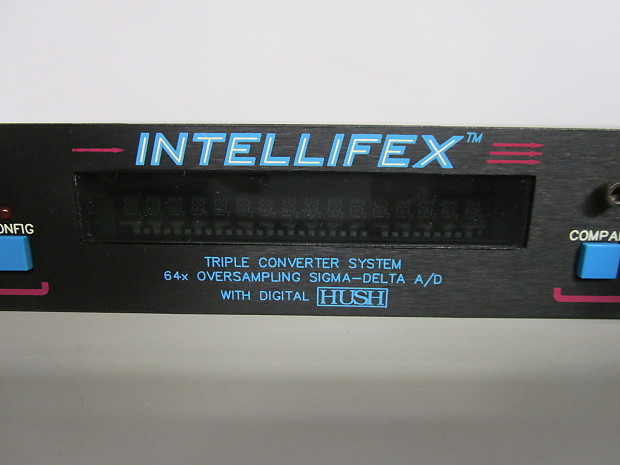 INTELLIFEX™
ONFIG
COMPA
TRIPLE CONVERTER SYSTEM
64x OVERSAMPLING SIGMA-DELTA A/D
WITH DIGITAL HUSH